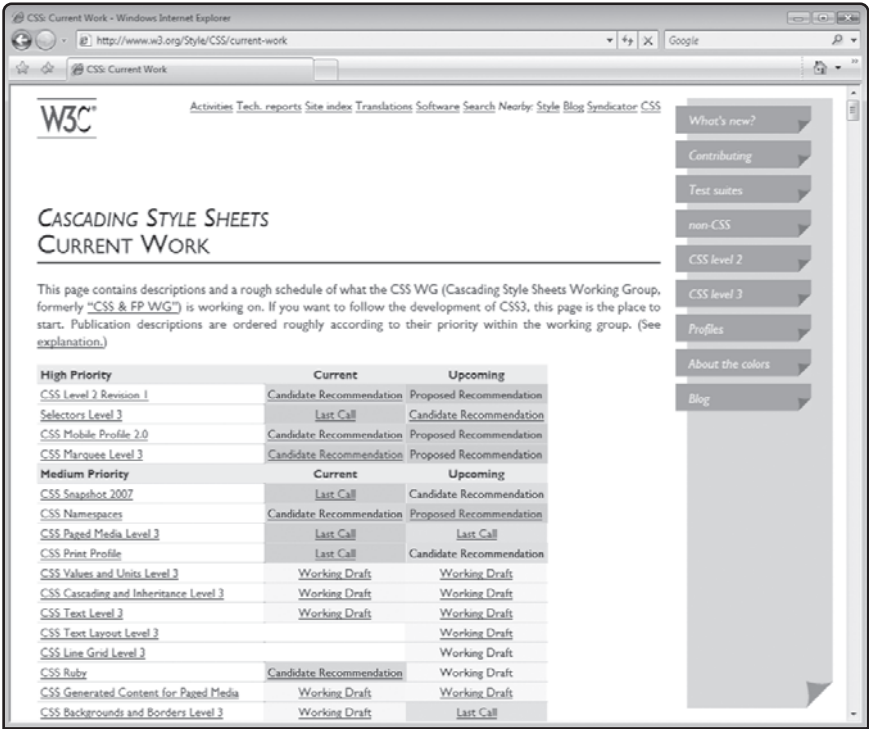 CSS: Current Work - Windows Internet Explorer
http://www.w3.org/Style/CSS/current-work
Google
CSS: Current Work
W3C®
Activities Tech. reports Site index Translations Software Search Nearby: Style Blog Syndicator CSS
What's new?
Contributing
Test suites
non-CSS
CSS level 2
CSS level 3
Profiles
About the colors
Blog
CASCADING STYLE SHEETS
CURRENT WORK
This page contains descriptions and a rough schedule of what the CSS WG (Cascading Style Sheets Working Group,
formerly “CSS & FP WG”) is working on. If you want to follow the development of CSS3, this page is the place to
start. Publication descriptions are ordered roughly according to their priority within the working group. (See
explanation.)
High Priority Current Upcoming
CSS Level 2 Revision 1 Candidate Recommendation Proposed Recommendation
Selectors Level 3 Last Call Candidate Recommendation
CSS Mobile Profile 2.0 Candidate Recommendation Proposed Recommendation
CSS Marquee Level 3 Candidate Recommendation Proposed Recommendation
Medium Priority Current Upcoming
CSS Snapshot 2007 Last Call Candidate Recommendation
CSS Namespaces Candidate Recommendation Proposed Recommendation
CSS Paged Media Level 3 Last Call Last Call
CSS Print Profile Last Call Candidate Recommendation
CSS Values and Units Level 3 Working Draft Working Draft
CSS Cascading and Inheritance Level 3 Working Draft Working Draft
CSS Text Level 3 Working Draft Working Draft
CSS Text Layout Level 3 Working Draft
CSS Line Grid Level 3 Working Draft
CSS Ruby Candidate Recommendation Working Draft
CSS Generated Content for Paged Media Working Draft Working Draft
CSS Backgrounds and Borders Level 3 Working Draft Last Call